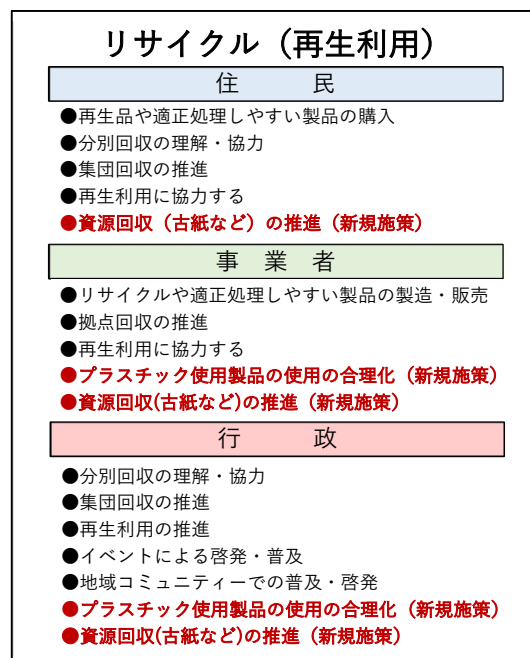 リサイクル（再生利用）
住　　民
●再生品や適正処理しやすい製品の購入
●分別回収の理解・協力
●集団回収の推進
●再生利用に協力する
●資源回収（古紙など）の推進（新規施策）
事　業　者
●リサイクルや適正処理しやすい製品の製造・販売
●拠点回収の推進
●再生利用に協力する
●プラスチック使用製品の使用の合理化（新規施策）
●資源回収(古紙など)の推進（新規施策）
行　　政
●分別回収の理解・協力
●集団回収の推進
●再生利用の推進
●イベントによる啓発・普及
●地域コミュニティーでの普及・啓発
●プラスチック使用製品の使用の合理化（新規施策）
●資源回収(古紙など)の推進（新規施策）